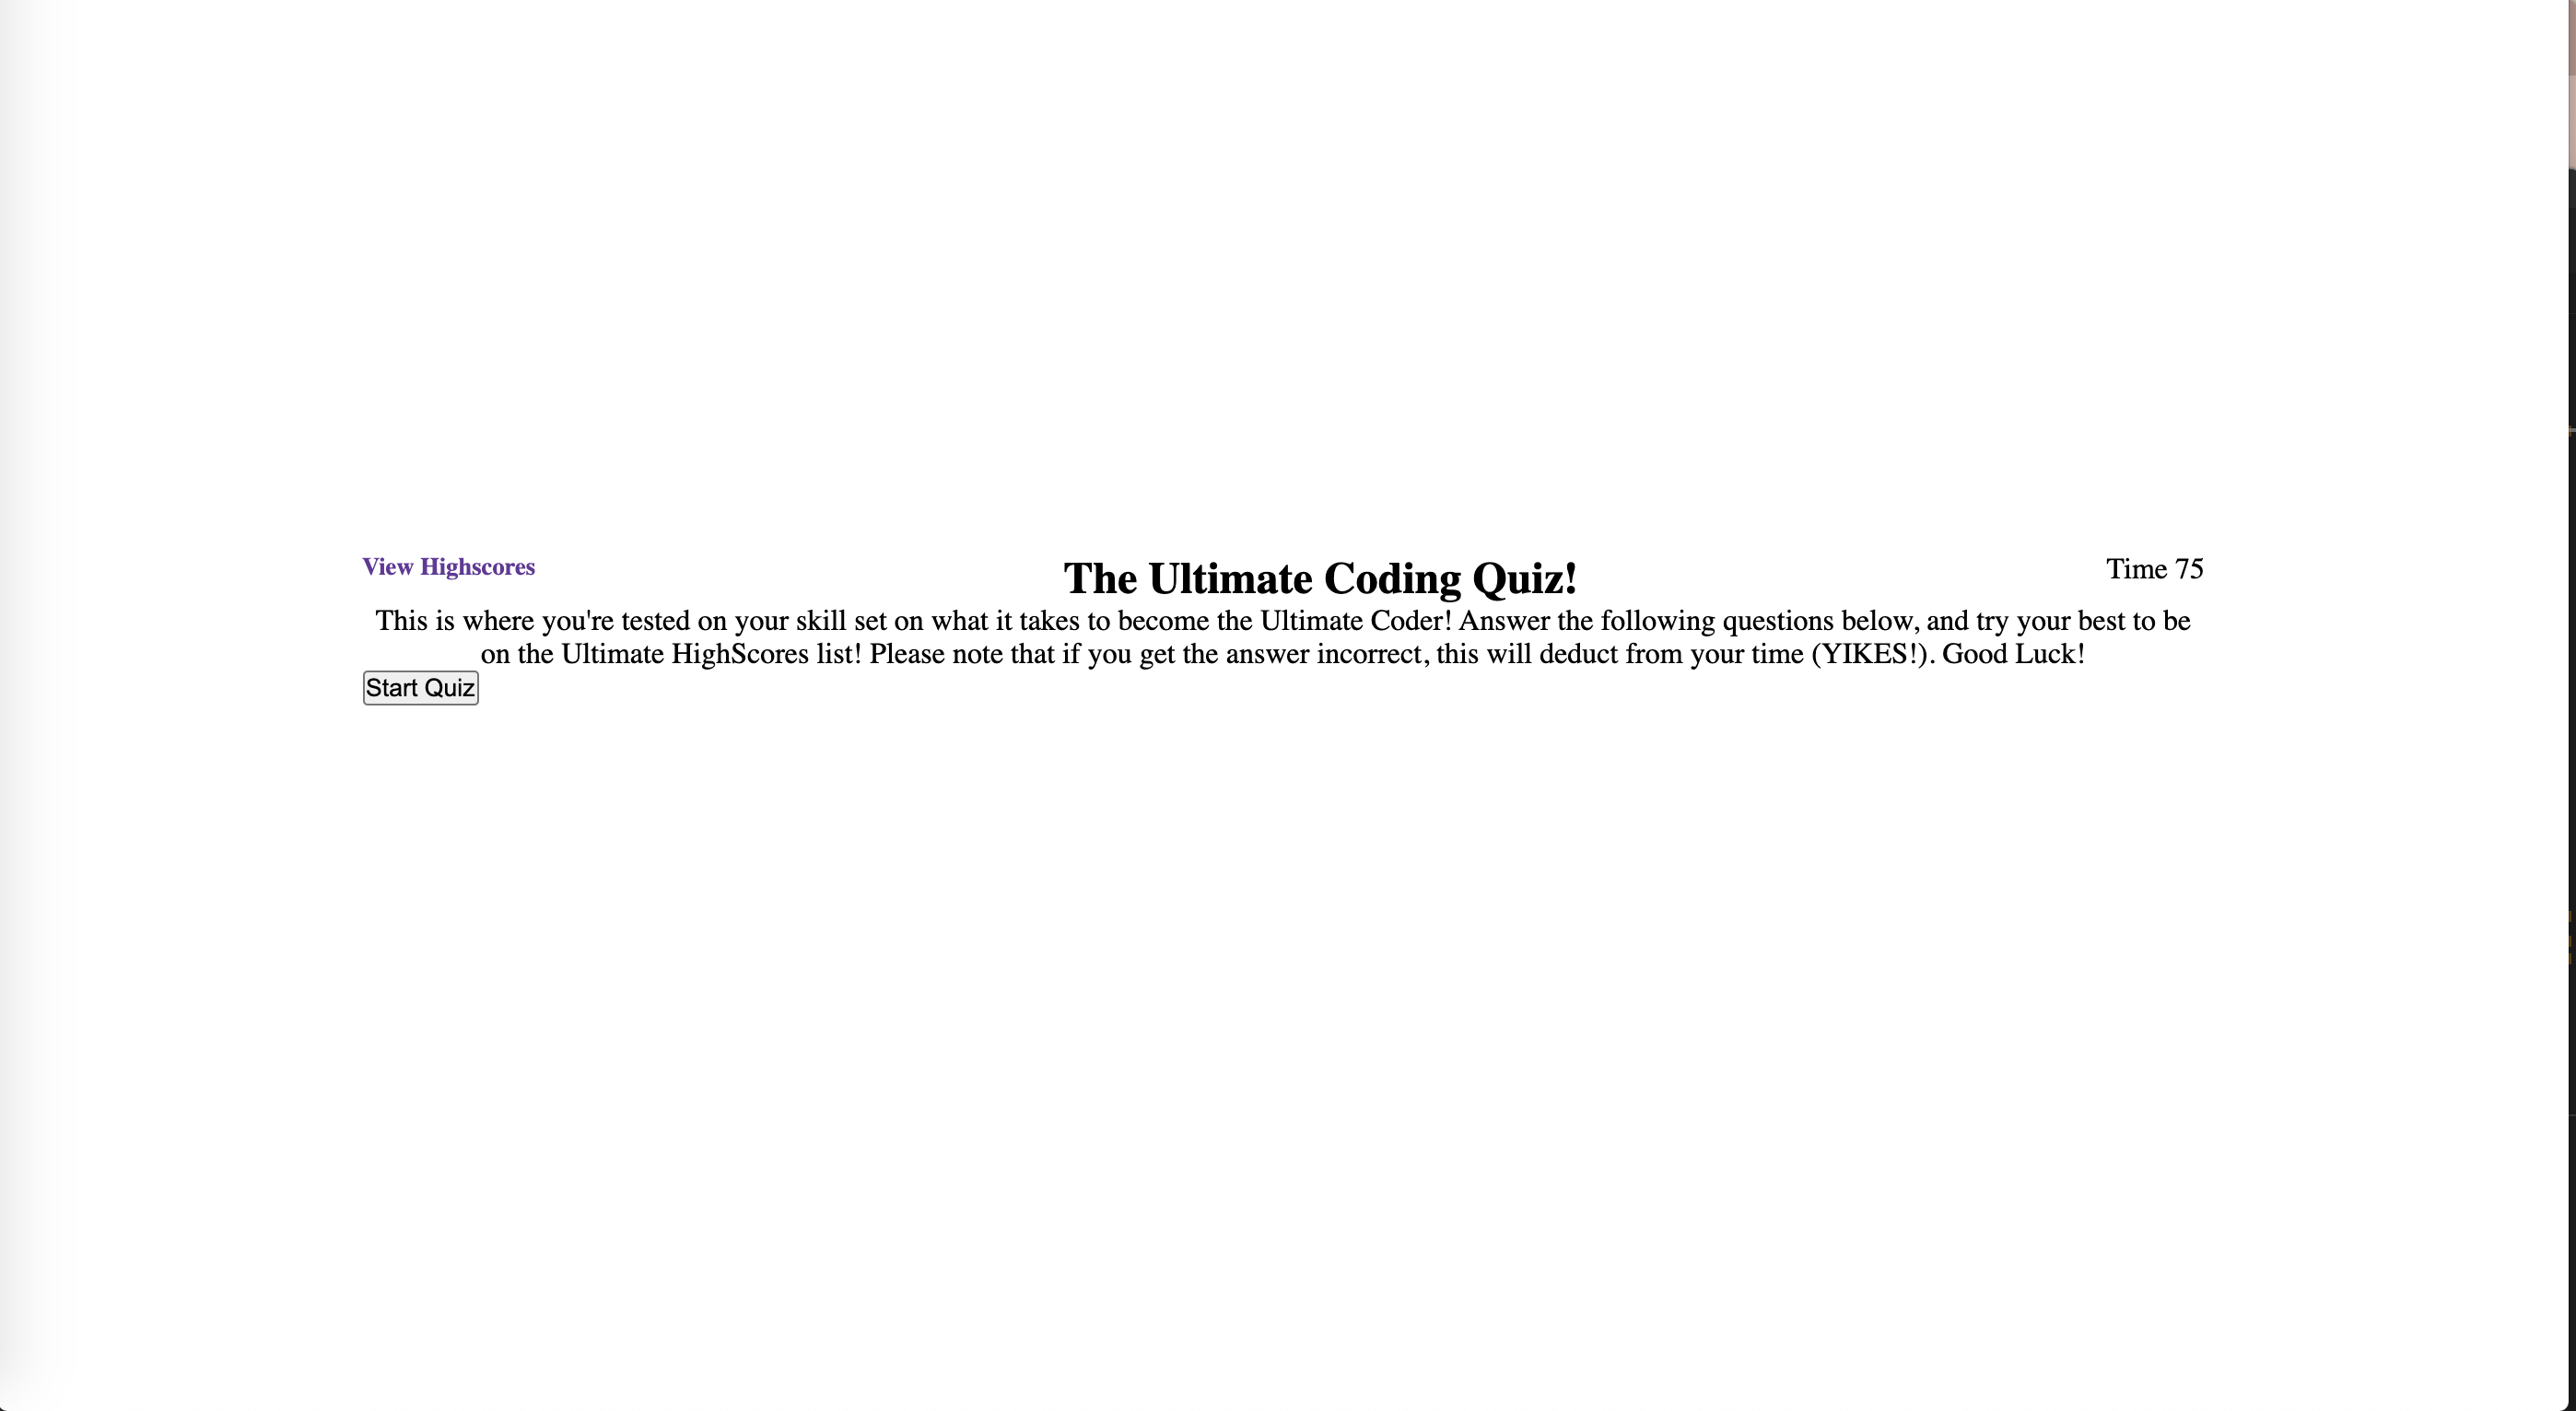 View Highscores
The Ultimate Coding Quiz!
Time 75
This is where you're tested on your skill set on what it takes to become the Ultimate Coder! Answer the following questions below, and try your best to be
on the Ultimate HighScores list! Please note that if you get the answer incorrect, this will deduct from your time (YIKES!). Good Luck!
Start Quiz